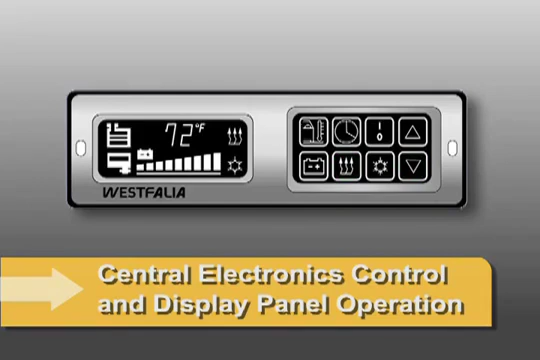 72°F
WESTFALIA
Central Electronics Control
and Display Panel Operation